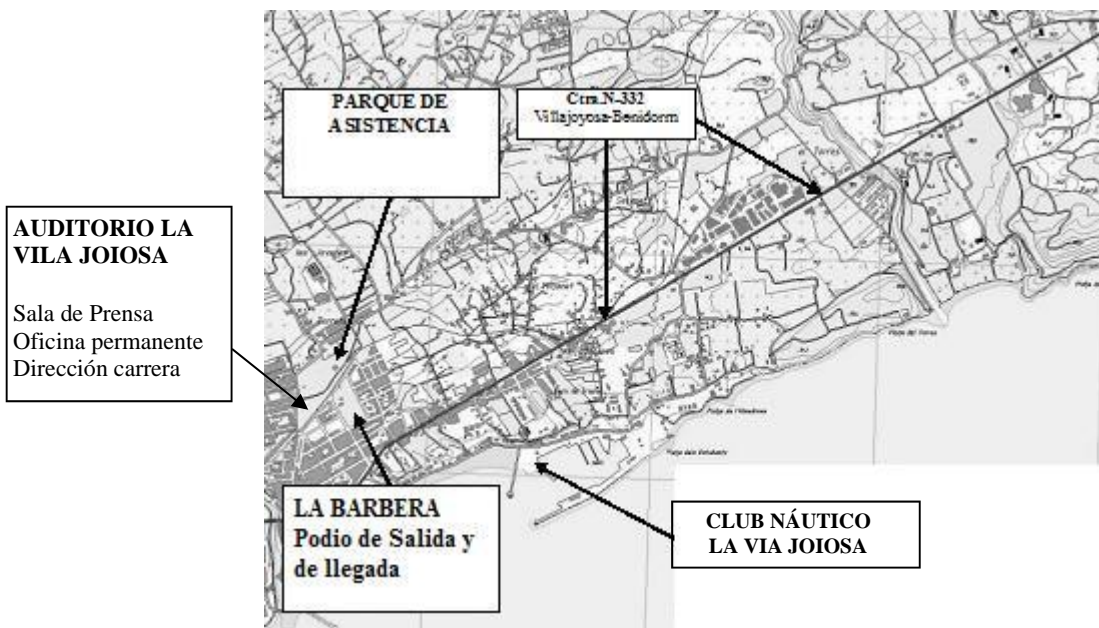 PARQUE DE
ASISTENCIA
Ctra.N-332
Villajoyosa-Benidorm
AUDITORIO LA
VILA JOIOSA
Sala de Prensa
Oficina permanente
Dirección carrera
Torres
LA BARBERA
Podio de Salida y
de llegada
CLUB NÁUTICO
LA VIA JOIOSA